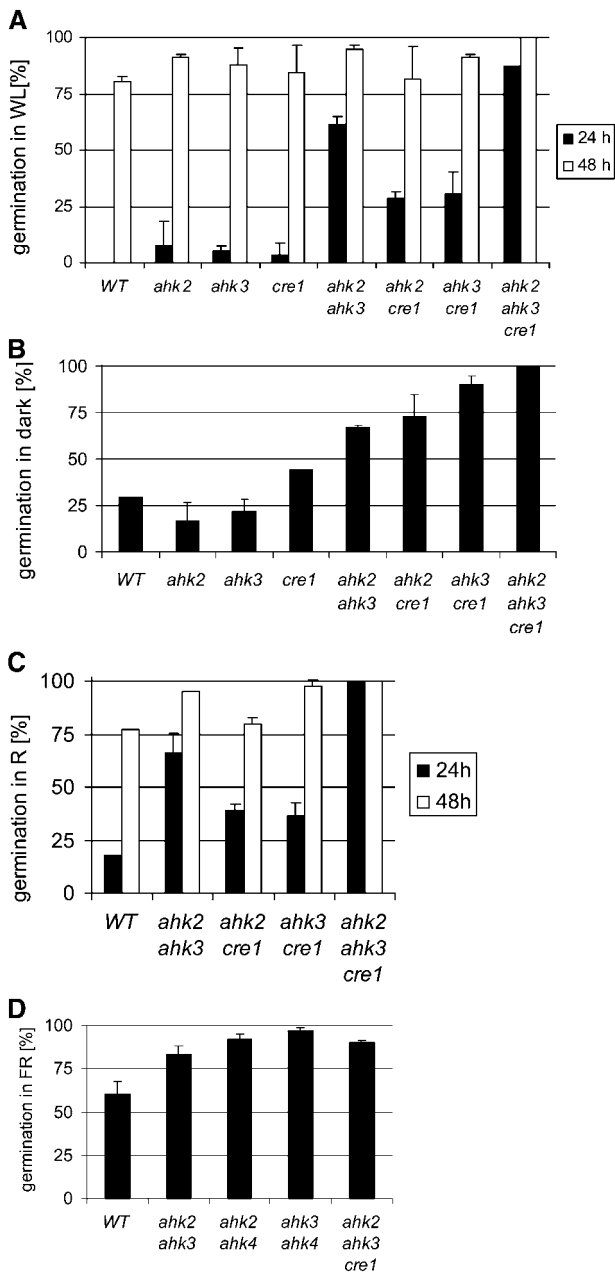 A
germination in WL[%]
100
75
50
25
0
24 h
48 h
WT ahk2 ahk3 cre1 ahk2 ahk3 ahk2 cre1 ahk3 cre1 ahk2 ahk3 cre1
B
germination in dark [%]
100
75
50
25
0
WT ahk2 ahk3 cre1 ahk2 ahk3 ahk2 cre1 ahk3 cre1 ahk2 ahk3 cre1
C
germination in R [%]
100
75
50
25
0
24h
48h
WT ahk2 ahk3 ahk2 cre1 ahk3 cre1 ahk2 ahk3 cre1
D
germination in FR [%]
100
75
50
25
0
WT ahk2 ahk3 ahk2 ahk4 ahk3 ahk4 ahk2 ahk3 cre1